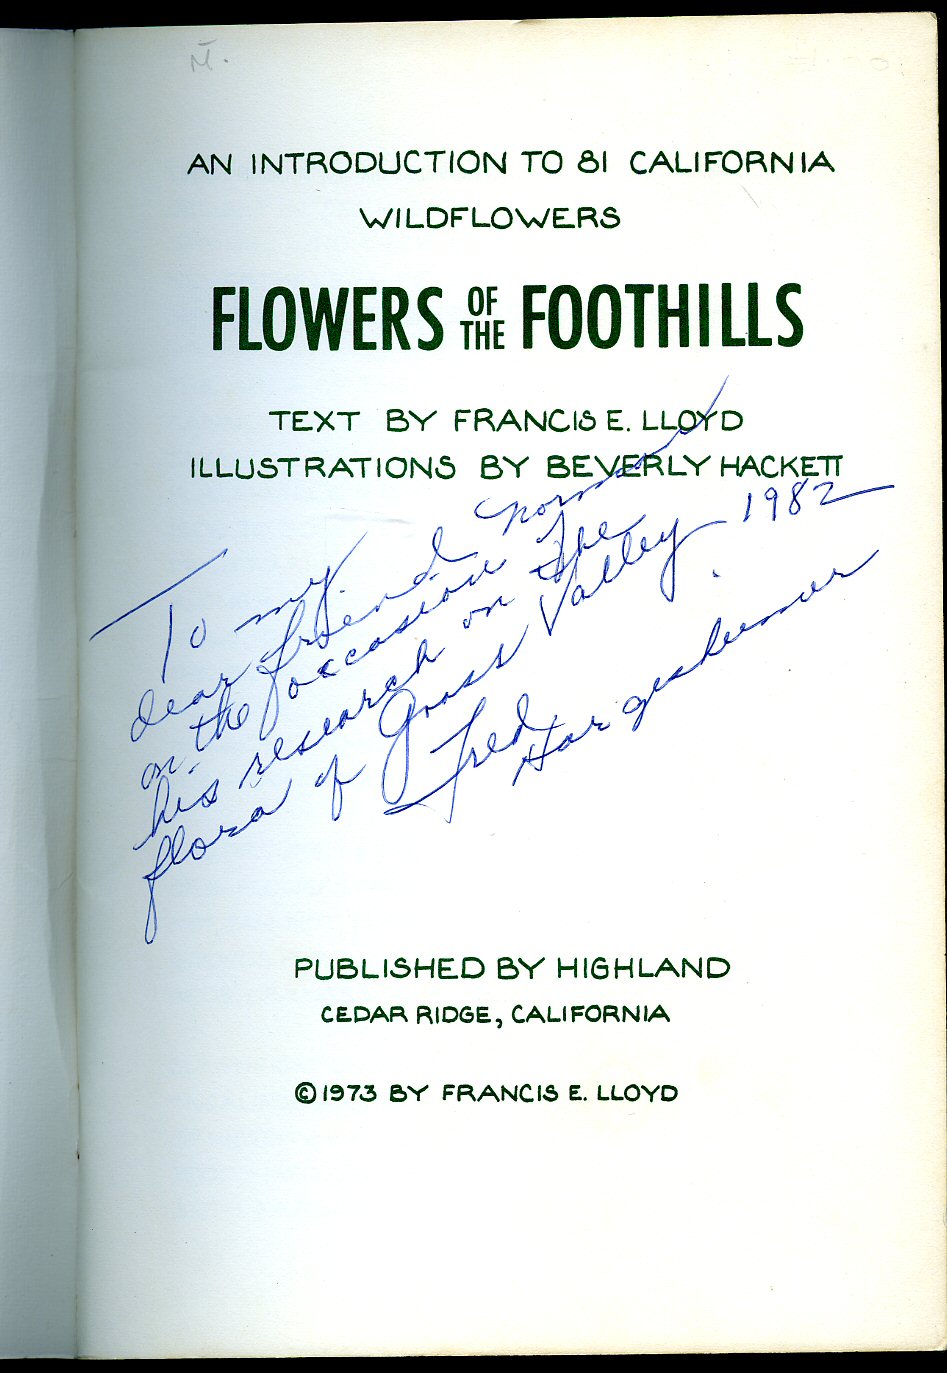 M.
AN INTRODUCTION TO 81 CALIFORNIA
WILDFLOWERS
FLOWERS OF THE FOOTHILLS
TEXT BY FRANCIS E. LLOYD
ILLUSTRATIONS BY BEVERLY HACKETT
To my
dear friend Norman
on the occasion of the
his research on the
flora of Grass Valley 1982
Fred
PUBLISHED BY HIGHLAND
CEDAR RIDGE, CALIFORNIA
©1973 BY FRANCIS E. LLOYD